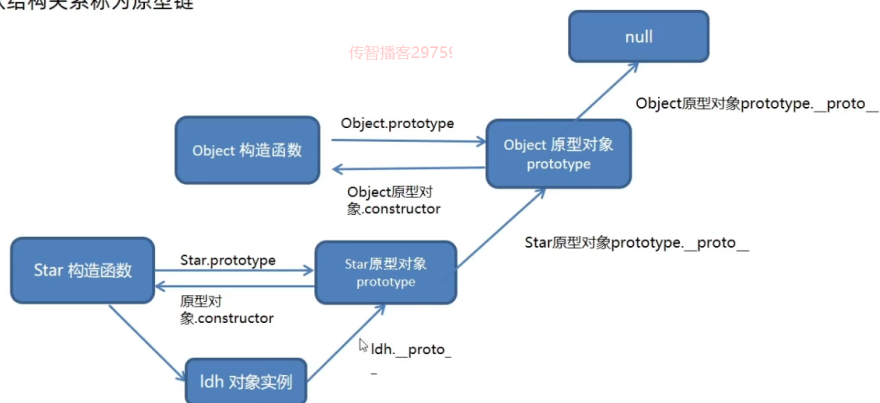 结构关系称为原型链
null
传智播客29759
Object原型对象prototype.__proto__
Object.prototype
Object 构造函数
Object 原型对象
prototype
Object原型对
象.constructor
Star原型对象prototype.__proto__
Star 构造函数
Star.prototype
Star原型对象
prototype
原型对
象.constructor
ldh.__proto_
_
ldh 对象实例